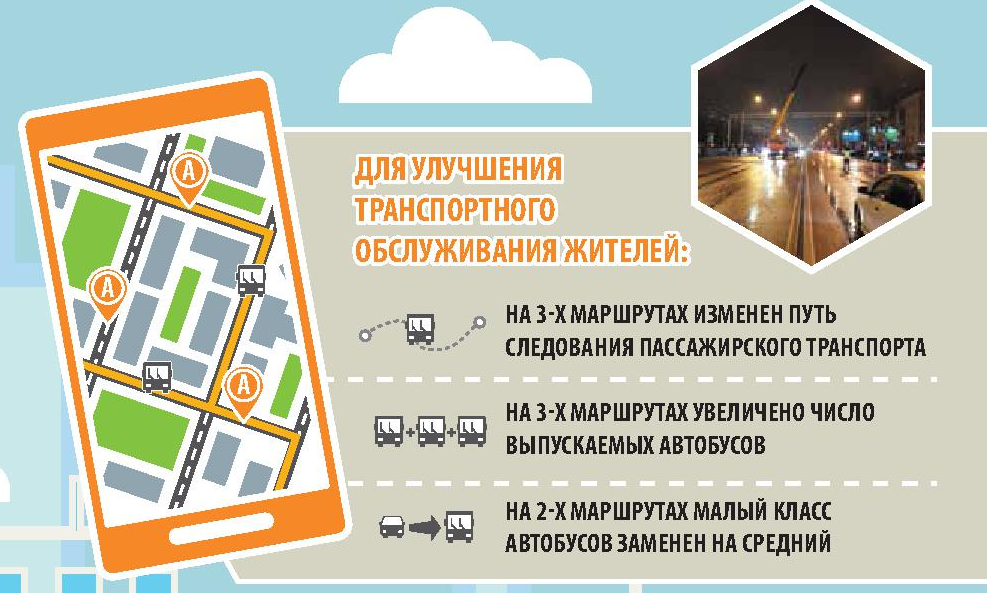 ДЛЯ УЛУЧШЕНИЯ
ТРАНСПОРТНОГО
ОБСЛУЖИВАНИЯ ЖИТЕЛЕЙ:
А
А
А
НА 3-Х МАРШРУТАХ ИЗМЕНЕН ПУТЬ
СЛЕДОВАНИЯ ПАССАЖИРСКОГО ТРАНСПОРТА
НА 3-Х МАРШРУТАХ УВЕЛИЧЕНО ЧИСЛО
ВЫПУСКАЕМЫХ АВТОБУСОВ
НА 2-Х МАРШРУТАХ МАЛЫЙ КЛАСС
АВТОБУСОВ ЗАМЕНЕН НА СРЕДНИЙ